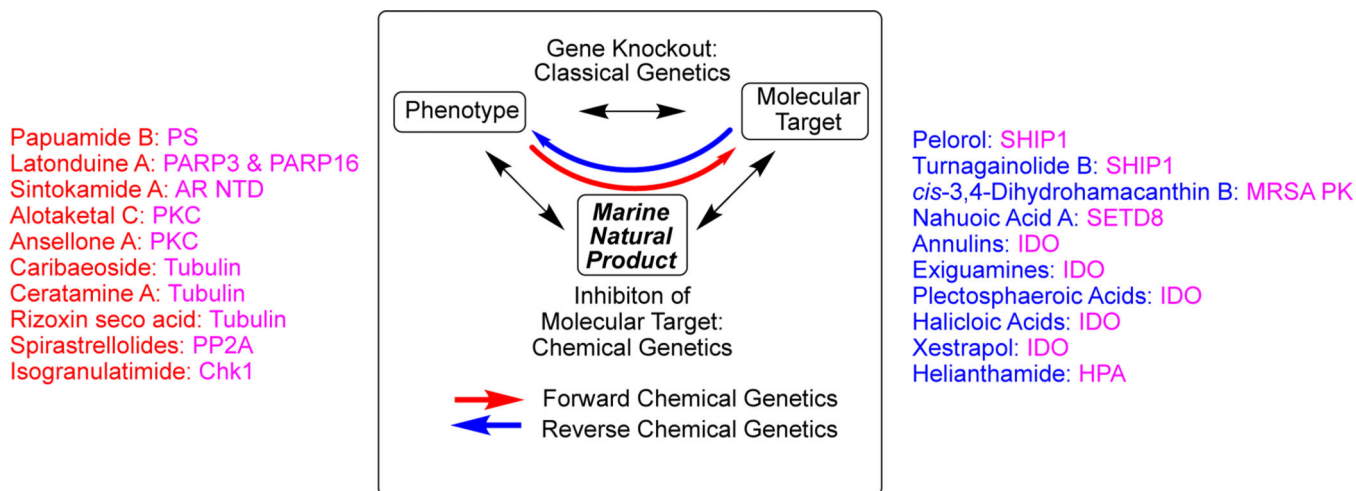 Papuamide B: PS
Latonduine A: PARP3 & PARP16
Sintokamide A: AR NTD
Alotaketal C: PKC
Ansellone A: PKC
Caribaeoside: Tubulin
Ceratamine A: Tubulin
Rizoxin seco acid: Tubulin
Spirastrellolides: PP2A
Isogranulatimide: Chk1
Gene Knockout:
Classical Genetics
Phenotype
Molecular
Target
Marine
Natural
Product
Inhibiton of
Molecular Target:
Chemical Genetics
Forward Chemical Genetics
Reverse Chemical Genetics
Pelorol: SHIP1
Turnagainolide B: SHIP1
cis-3,4-Dihydrohamacanthin B: MRSA PK
Nahuoic Acid A: SETD8
Annulins: IDO
Exiguamines: IDO
Plectosphaeroic Acids: IDO
Halicloic Acids: IDO
Xestrapol: IDO
Helianthamide: HPA